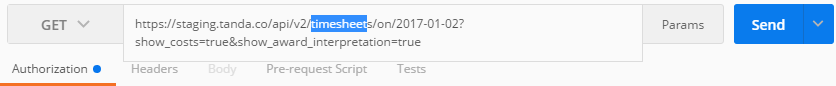 GET
https://staging.tanda.co/api/v2/timesheets/on/2017-01-02?
show_costs=true&show_award_interpretation=true
Params
Send
Authorization
Headers
Body
Pre-request Script
Tests